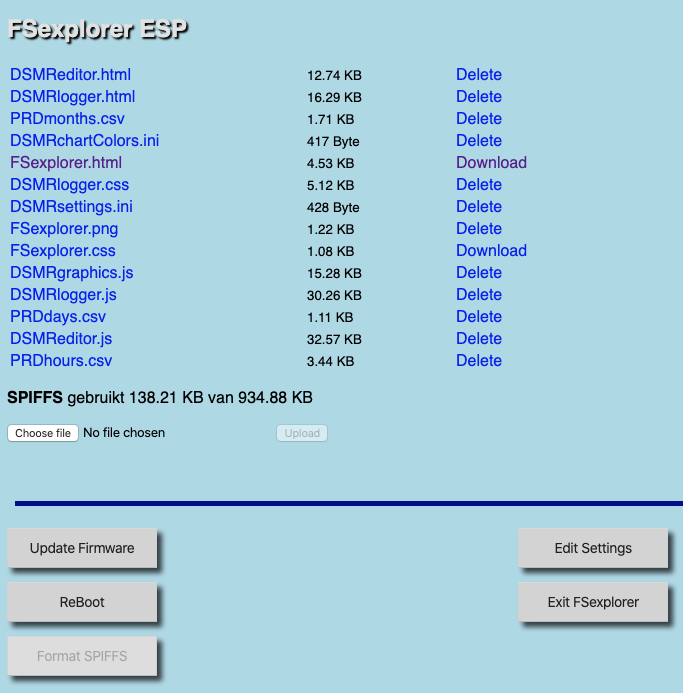 FSexplorer ESP
DSMReditor.html 12.74 KB Delete
DSMRlogger.html 16.29 KB Delete
PRDmonths.csv 1.71 KB Delete
DSMRchartColors.ini 417 Byte Delete
FSexplorer.html 4.53 KB Download
DSMRlogger.css 5.12 KB Delete
DSMRsettings.ini 428 Byte Delete
FSexplorer.png 1.22 KB Delete
FSexplorer.css 1.08 KB Download
DSMRgraphics.js 15.28 KB Delete
DSMRlogger.js 30.26 KB Delete
PRDdays.csv 1.11 KB Delete
DSMReditor.js 32.57 KB Delete
PRDhours.csv 3.44 KB Delete
SPIFFS gebruikt 138.21 KB van 934.88 KB
Choose file No file chosen Upload
Update Firmware Edit Settings
ReBoot Exit FSexplorer
Format SPIFFS